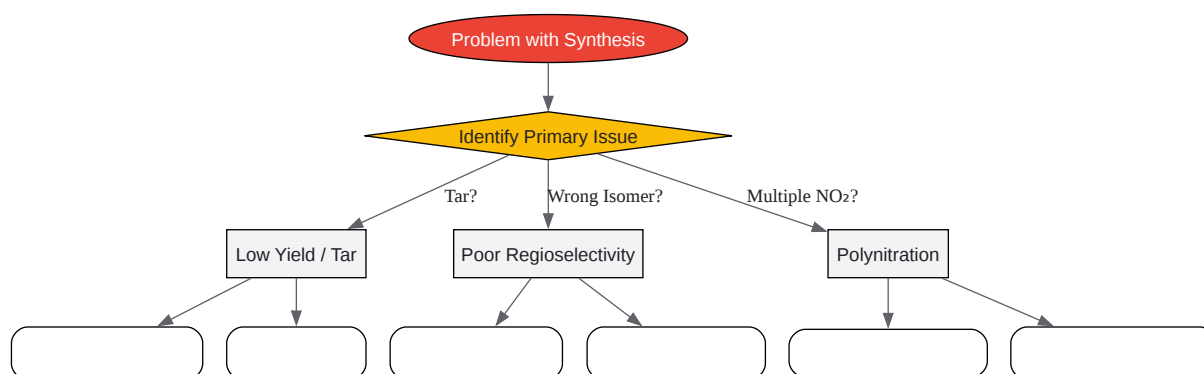 Problem with Synthesis
Identify Primary Issue
Tar?
Wrong Isomer?
Multiple NO₂?
Low Yield / Tar
Poor Regioselectivity
Polynitration